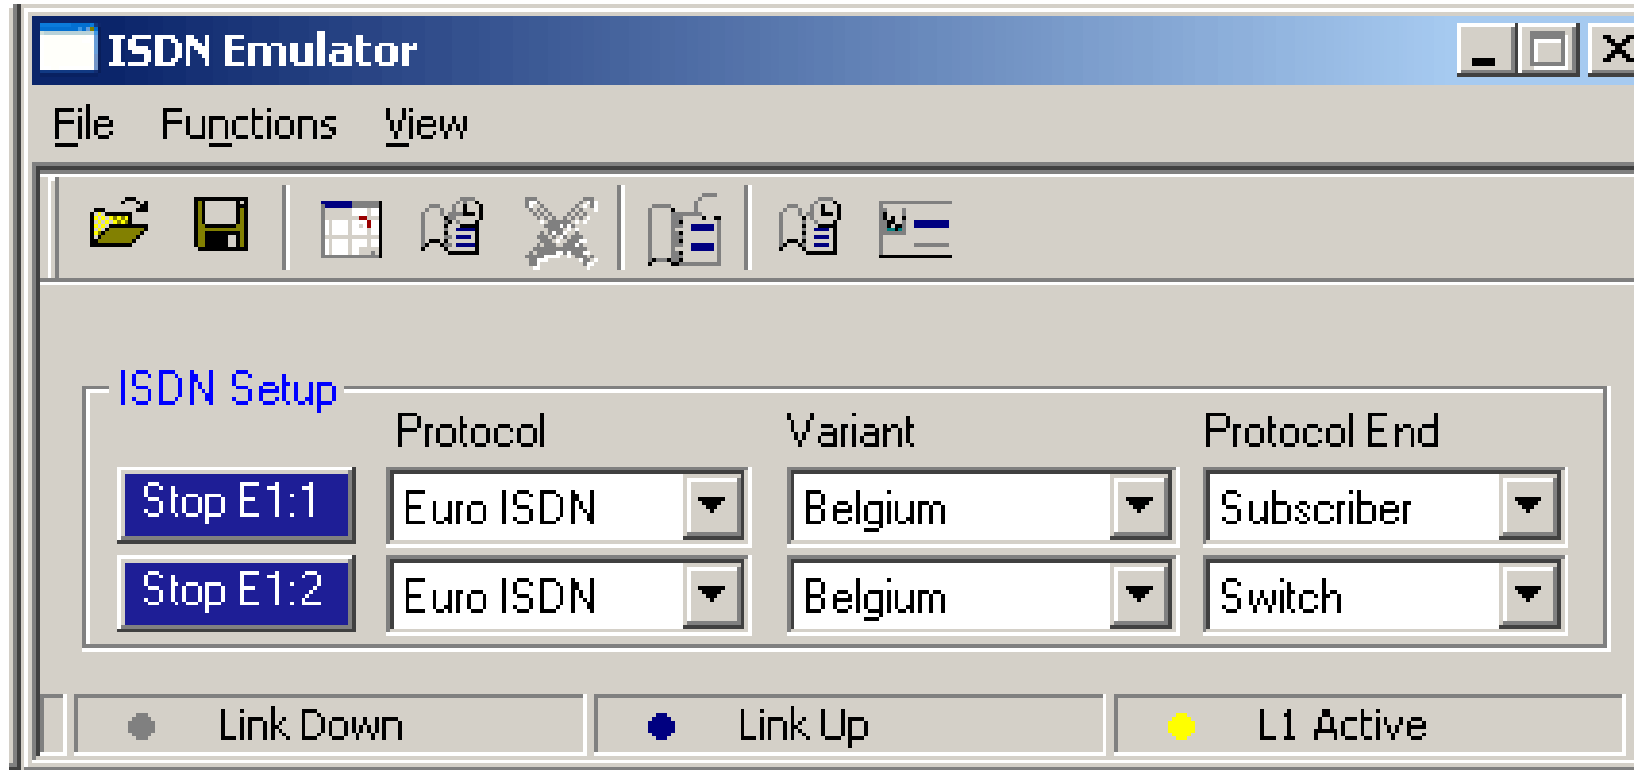 ISDN Emulator
File Functions View
ISDN Setup
Protocol Variant Protocol End
Stop E1:1 Euro ISDN Belgium Subscriber
Stop E1:2 Euro ISDN Belgium Switch
Link Down Link Up L1 Active